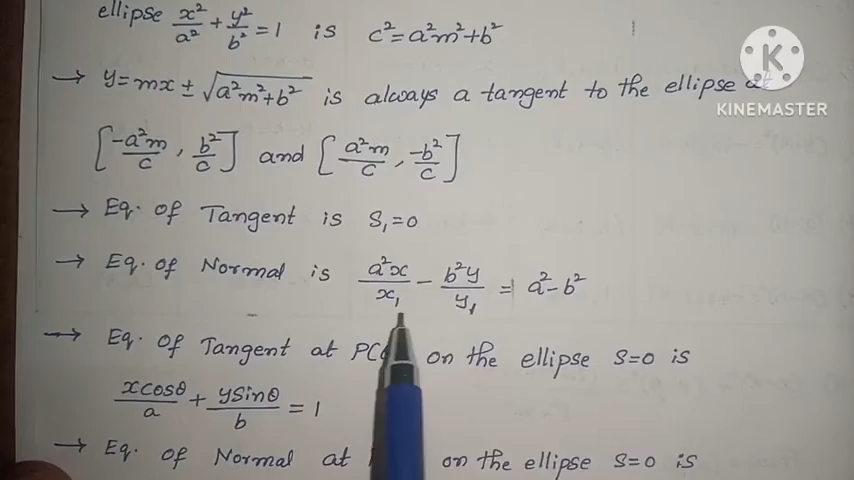 ellipse x²/a² + y²/b² = 1 is c² = a²m² + b²
K
KINEMASTER
→ y = mx ± √(a²m² + b²) is always a tangent to the ellipse at
[-a²m/c, b²/c] and [a²m/c, -b²/c]
→ Eq. of Tangent is S₁ = 0
→ Eq. of Normal is a²x/x₁ - b²y/y₁ = a² - b²
→ Eq. of Tangent at P( on the ellipse S=0 is
xcosθ/a + ysinθ/b = 1
→ Eq. of Normal at on the ellipse S=0 is